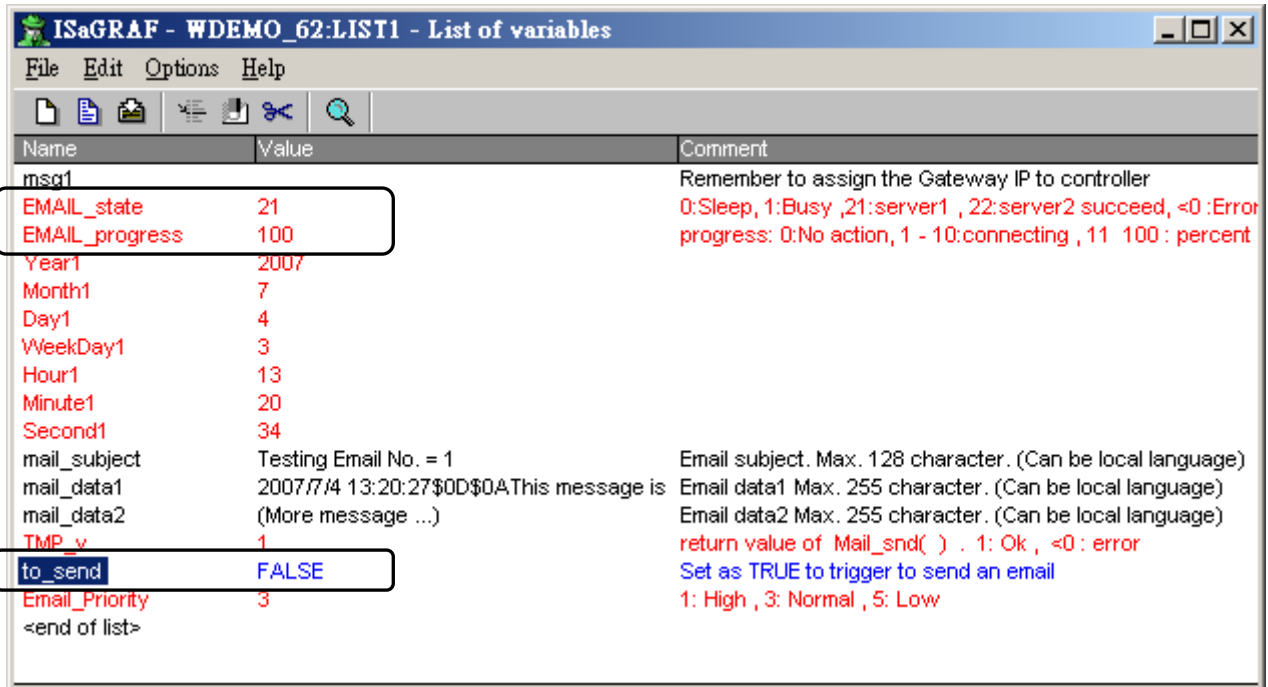 ISaGRAF - WDEMO_62:LIST1 - List of variables
File Edit Options Help
Name Value Comment
msg1 Remember to assign the Gateway IP to controller
EMAIL_state 21 0:Sleep, 1:Busy ,21:server1 , 22:server2 succeed, <0 :Error
EMAIL_progress 100 progress: 0:No action, 1 - 10:connecting , 11 100 : percent
Year1 2007
Month1 7
Day1 4
WeekDay1 3
Hour1 13
Minute1 20
Second1 34
mail_subject Testing Email No. = 1 Email subject. Max. 128 character. (Can be local language)
mail_data1 2007/7/4 13:20:27$0D$0AThis message is Email data1 Max. 255 character. (Can be local language)
mail_data2 (More message ...) Email data2 Max. 255 character. (Can be local language)
TMP_v 1 return value of Mail_snd( ) . 1: Ok , <0 : error
to_send FALSE Set as TRUE to trigger to send an email
Email_Priority 3 1: High , 3: Normal , 5: Low
<end of list>